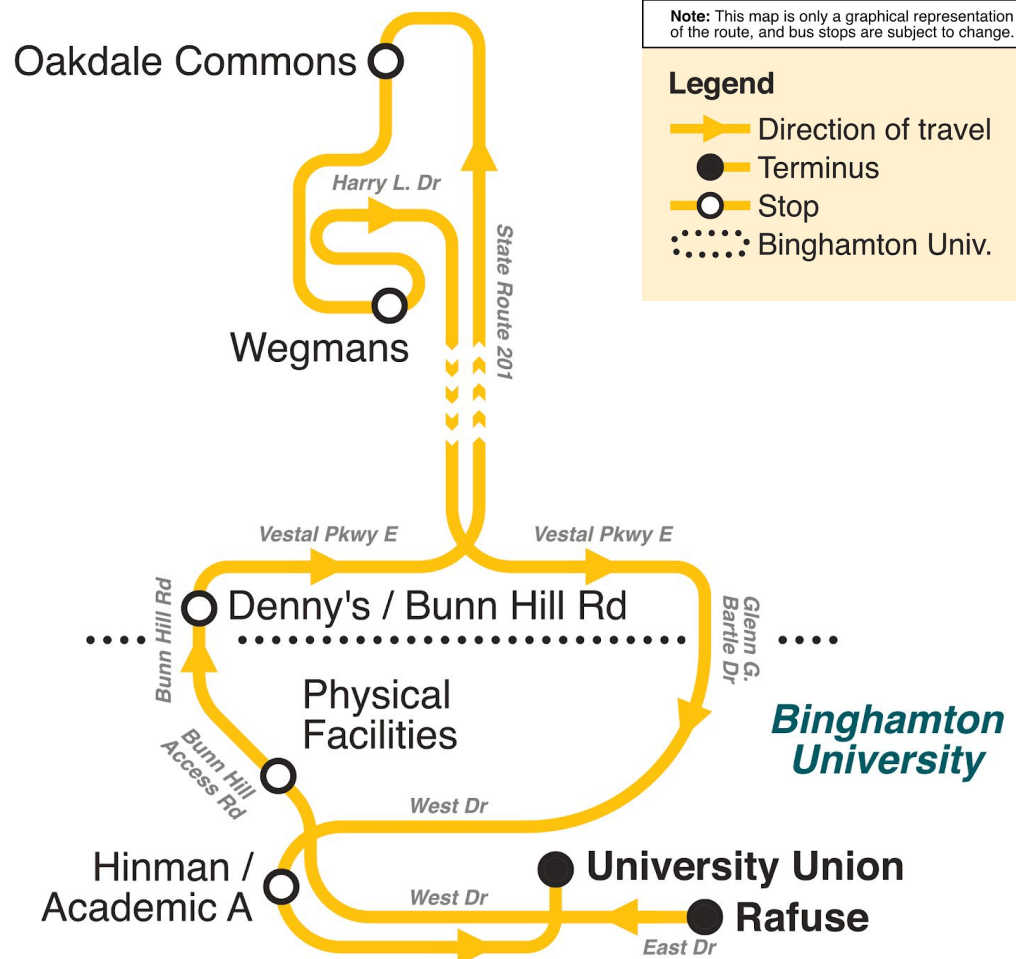 Note: This map is only a graphical representation
of the route, and bus stops are subject to change.
Legend
Direction of travel
Terminus
Stop
Binghamton Univ.
Oakdale Commons
Harry L. Dr
State Route 201
Wegmans
Vestal Pkwy E
Vestal Pkwy E
Bunn Hill Rd
Denny's / Bunn Hill Rd
Glenn G.
Bartle Dr
Physical
Facilities
Binghamton
University
Bunn Hill
Access Rd
West Dr
Hinman /
Academic A
University Union
West Dr
Rafuse
East Dr